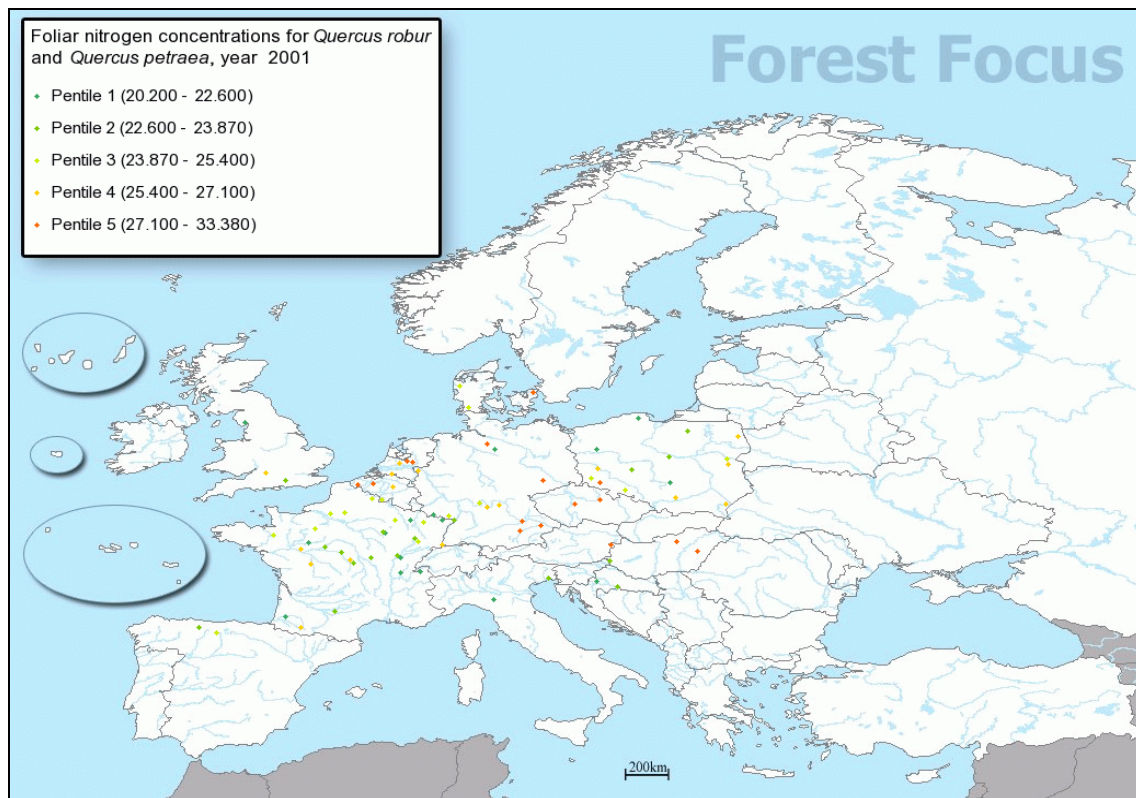 Foliar nitrogen concentrations for Quercus robur
and Quercus petraea, year 2001
Pentile 1 (20.200 - 22.600)
Pentile 2 (22.600 - 23.870)
Pentile 3 (23.870 - 25.400)
Pentile 4 (25.400 - 27.100)
Pentile 5 (27.100 - 33.380)
Forest Focus
200km